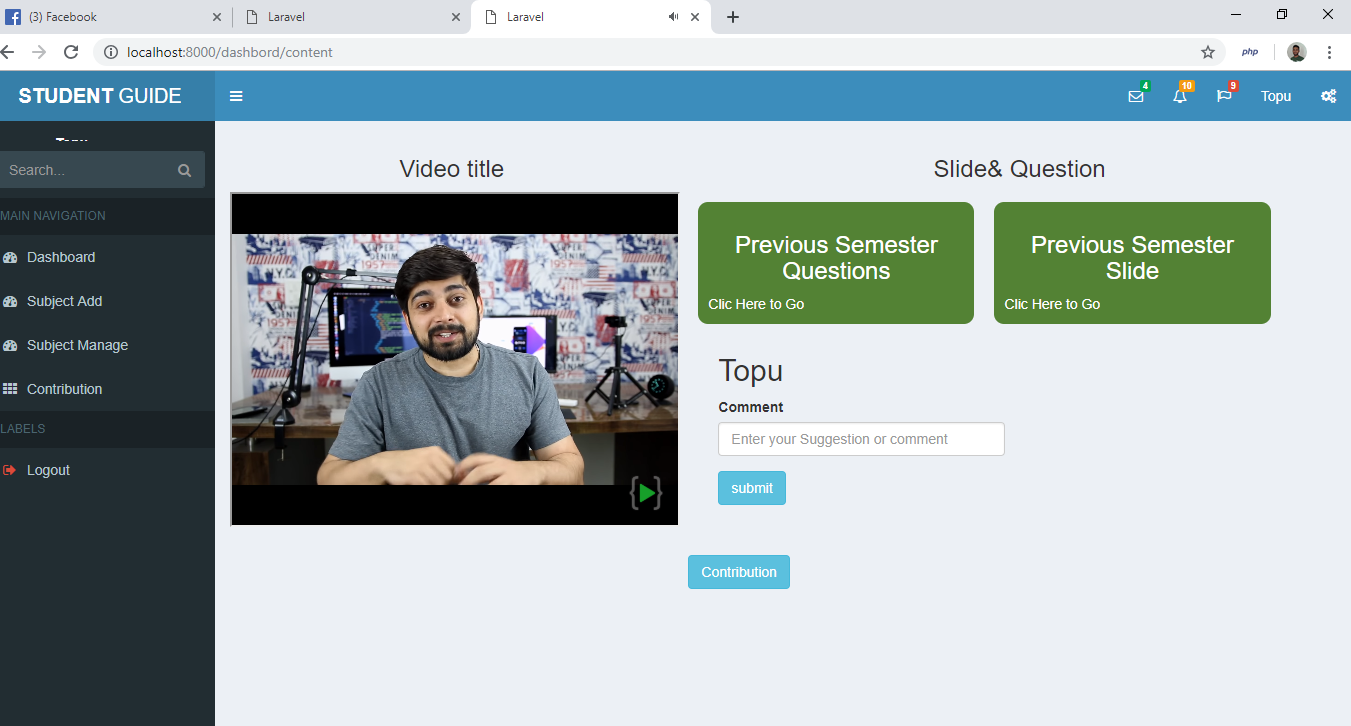 (3) Facebook
Laravel
Laravel
localhost:8000/dashbord/content
php
STUDENT GUIDE
4
10
9
Topu
Topu
Search...
MAIN NAVIGATION
Dashboard
Subject Add
Subject Manage
Contribution
LABELS
Logout
Video title
Slide& Question
Previous Semester
Questions
Clic Here to Go
Previous Semester
Slide
Clic Here to Go
Topu
Comment
Enter your Suggestion or comment
submit
Contribution